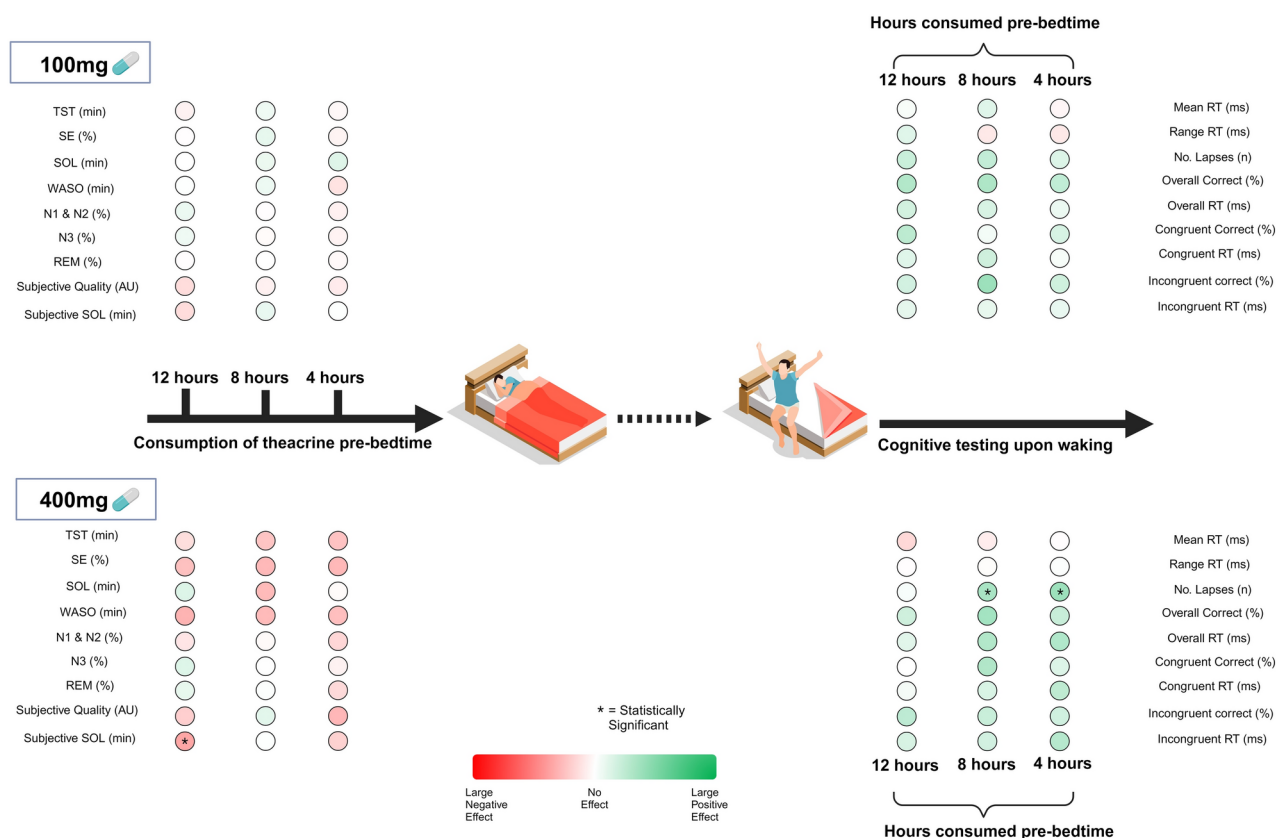 Hours consumed pre-bedtime
100mg
12 hours 8 hours 4 hours
TST (min)
SE (%)
SOL (min)
WASO (min)
N1 & N2 (%)
N3 (%)
REM (%)
Subjective Quality (AU)
Subjective SOL (min)
Mean RT (ms)
Range RT (ms)
No. Lapses (n)
Overall Correct (%)
Overall RT (ms)
Congruent Correct (%)
Congruent RT (ms)
Incongruent correct (%)
Incongruent RT (ms)
12 hours 8 hours 4 hours
Consumption of theacrine pre-bedtime
Cognitive testing upon waking
400mg
TST (min)
SE (%)
SOL (min)
WASO (min)
N1 & N2 (%)
N3 (%)
REM (%)
Subjective Quality (AU)
Subjective SOL (min)
*
* = Statistically
Significant
Large
Negative
Effect
No
Effect
Large
Positive
Effect
Mean RT (ms)
Range RT (ms)
* * No. Lapses (n)
Overall Correct (%)
Overall RT (ms)
Congruent Correct (%)
Congruent RT (ms)
Incongruent correct (%)
Incongruent RT (ms)
12 hours 8 hours 4 hours
Hours consumed pre-bedtime